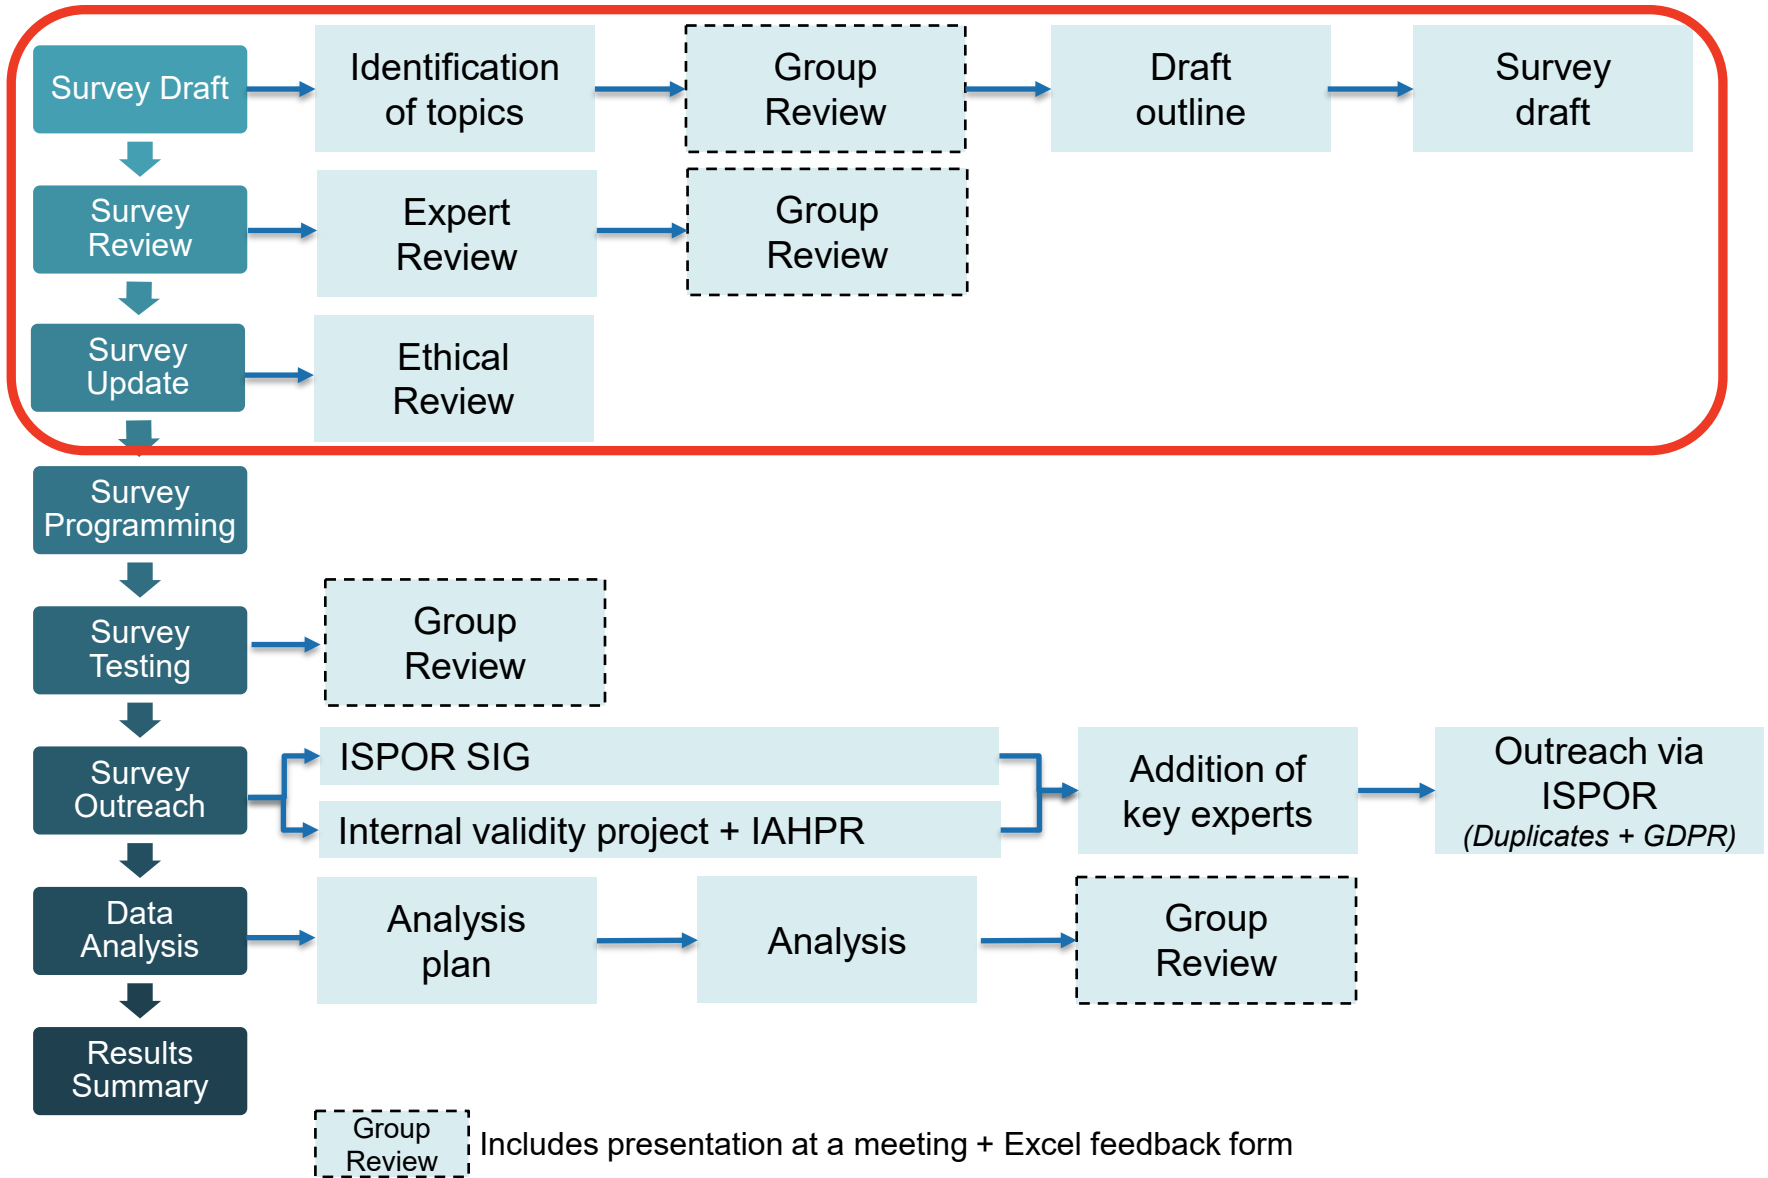 Survey Draft
Identification
of topics
Group
Review
Draft
outline
Survey
draft
Survey
Review
Expert
Review
Group
Review
Survey
Update
Ethical
Review
Survey
Programming
Survey
Testing
Group
Review
Survey
Outreach
ISPOR SIG
Internal validity project + IAHPR
Addition of
key experts
Outreach via
ISPOR
(Duplicates + GDPR)
Data
Analysis
Analysis
plan
Analysis
Group
Review
Results
Summary
Group
Review
Includes presentation at a meeting + Excel feedback form